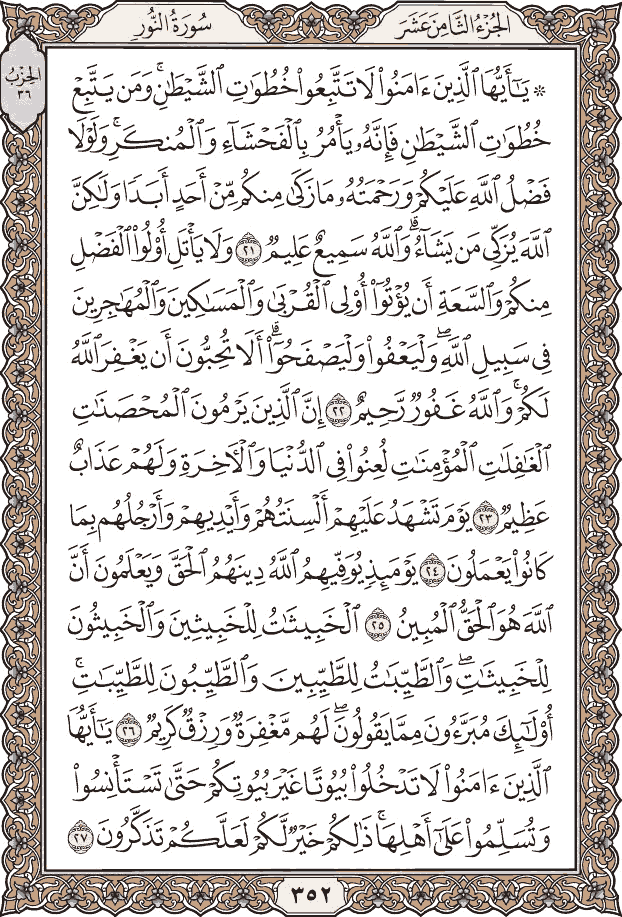 الجُزْءُ الثَّامِنَ عَشَرَ
سُورَةُ النُّورِ
الحِزْبُ
٣٦
۞ يَٰٓأَيُّهَا ٱلَّذِينَ ءَامَنُوا۟ لَا تَتَّبِعُوا۟ خُطُوَٰتِ ٱلشَّيْطَٰنِۚ وَمَن يَتَّبِعْ
خُطُوَٰتِ ٱلشَّيْطَٰنِ فَإِنَّهُۥ يَأْمُرُ بِٱلْفَحْشَآءِ وَٱلْمُنكَرِۚ وَلَوْلَا
فَضْلُ ٱللَّهِ عَلَيْكُمْ وَرَحْمَتُهُۥ مَا زَكَىٰ مِنكُم مِّنْ أَحَدٍ أَبَدًا وَلَٰكِنَّ
ٱللَّهَ يُزَكِّى مَن يَشَآءُۗ وَٱللَّهُ سَمِيعٌ عَلِيمٌ ٢١ وَلَا يَأْتَلِ أُو۟لُوا۟ ٱلْفَضْلِ
مِنكُمْ وَٱلسَّعَةِ أَن يُؤْتُوٓا۟ أُو۟لِى ٱلْقُرْبَىٰ وَٱلْمَسَٰكِينَ وَٱلْمُهَٰجِرِينَ
فِى سَبِيلِ ٱللَّهِۖ وَلْيَعْفُوا۟ وَلْيَصْفَحُوٓا۟ۗ أَلَا تُحِبُّونَ أَن يَغْفِرَ ٱللَّهُ
لَكُمْۚ وَٱللَّهُ غَفُورٌ رَّحِيمٌ ٢٢ إِنَّ ٱلَّذِينَ يَرْمُونَ ٱلْمُحْصَنَٰتِ
ٱلْغَٰفِلَٰتِ ٱلْمُؤْمِنَٰتِ لُعِنُوا۟ فِى ٱلدُّنْيَا وَٱلْءَاخِرَةِ وَلَهُمْ عَذَابٌ
عَظِيمٌ ٢٣ يَوْمَ تَشْهَدُ عَلَيْهِمْ أَلْسِنَتُهُمْ وَأَيْدِيهِمْ وَأَرْجُلُهُم بِمَا
كَانُوا۟ يَعْمَلُونَ ٢٤ يَوْمَئِذٍ يُوَفِّيهِمُ ٱللَّهُ دِينَهُمُ ٱلْحَقَّ وَيَعْلَمُونَ أَنَّ
ٱللَّهَ هُوَ ٱلْحَقُّ ٱلْمُبِينُ ٢٥ ٱلْخَبِيثَٰتُ لِلْخَبِيثِينَ وَٱلْخَبِيثُونَ
لِلْخَبِيثَٰتِۖ وَٱلطَّيِّبَٰتُ لِلطَّيِّبِينَ وَٱلطَّيِّبُونَ لِلطَّيِّبَٰتِۚ
أُو۟لَٰٓئِكَ مُبَرَّءُونَ مِمَّا يَقُولُونَۖ لَهُم مَّغْفِرَةٌ وَرِزْقٌ كَرِيمٌ ٢٦ يَٰٓأَيُّهَا
ٱلَّذِينَ ءَامَنُوا۟ لَا تَدْخُلُوا۟ بُيُوتًا غَيْرَ بُيُوتِكُمْ حَتَّىٰ تَسْتَأْنِسُوا۟
وَتُسَلِّمُوا۟ عَلَىٰٓ أَهْلِهَاۚ ذَٰلِكُمْ خَيْرٌ لَّكُمْ لَعَلَّكُمْ تَذَكَّرُونَ ٢٧
٣٥٢